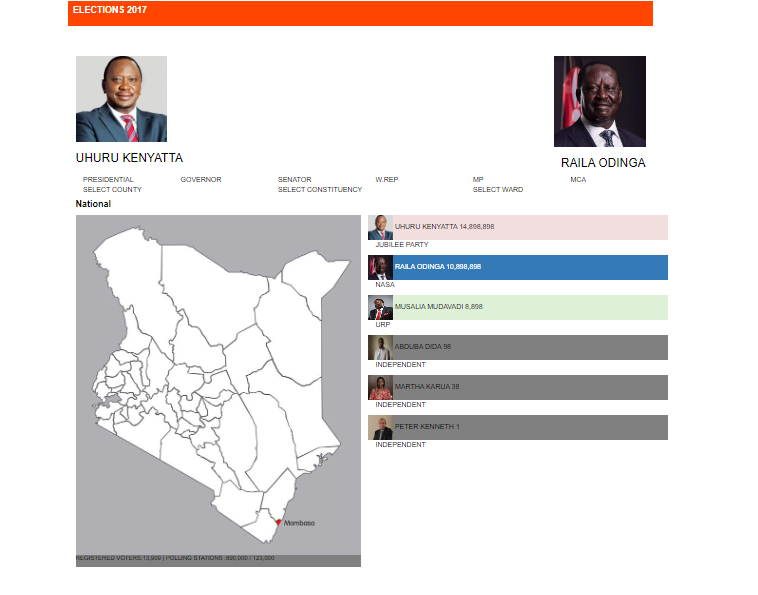 ELECTIONS 2017
UHURU KENYATTA
RAILA ODINGA
PRESIDENTIAL GOVERNOR SENATOR W.REP MP MCA
SELECT COUNTY SELECT CONSTITUENCY SELECT WARD
National
UHURU KENYATTA 14,898,898
JUBILEE PARTY
RAILA ODINGA 10,898,898
NASA
MUSALIA MUDAVADI 8,898
URP
ABDUBA DIDA 98
INDEPENDENT
MARTHA KARUA 38
INDEPENDENT
PETER KENNETH 1
INDEPENDENT
Mombasa
REGISTERED VOTERS:13,909 | POLLING STATIONS :890,000 / 123,000